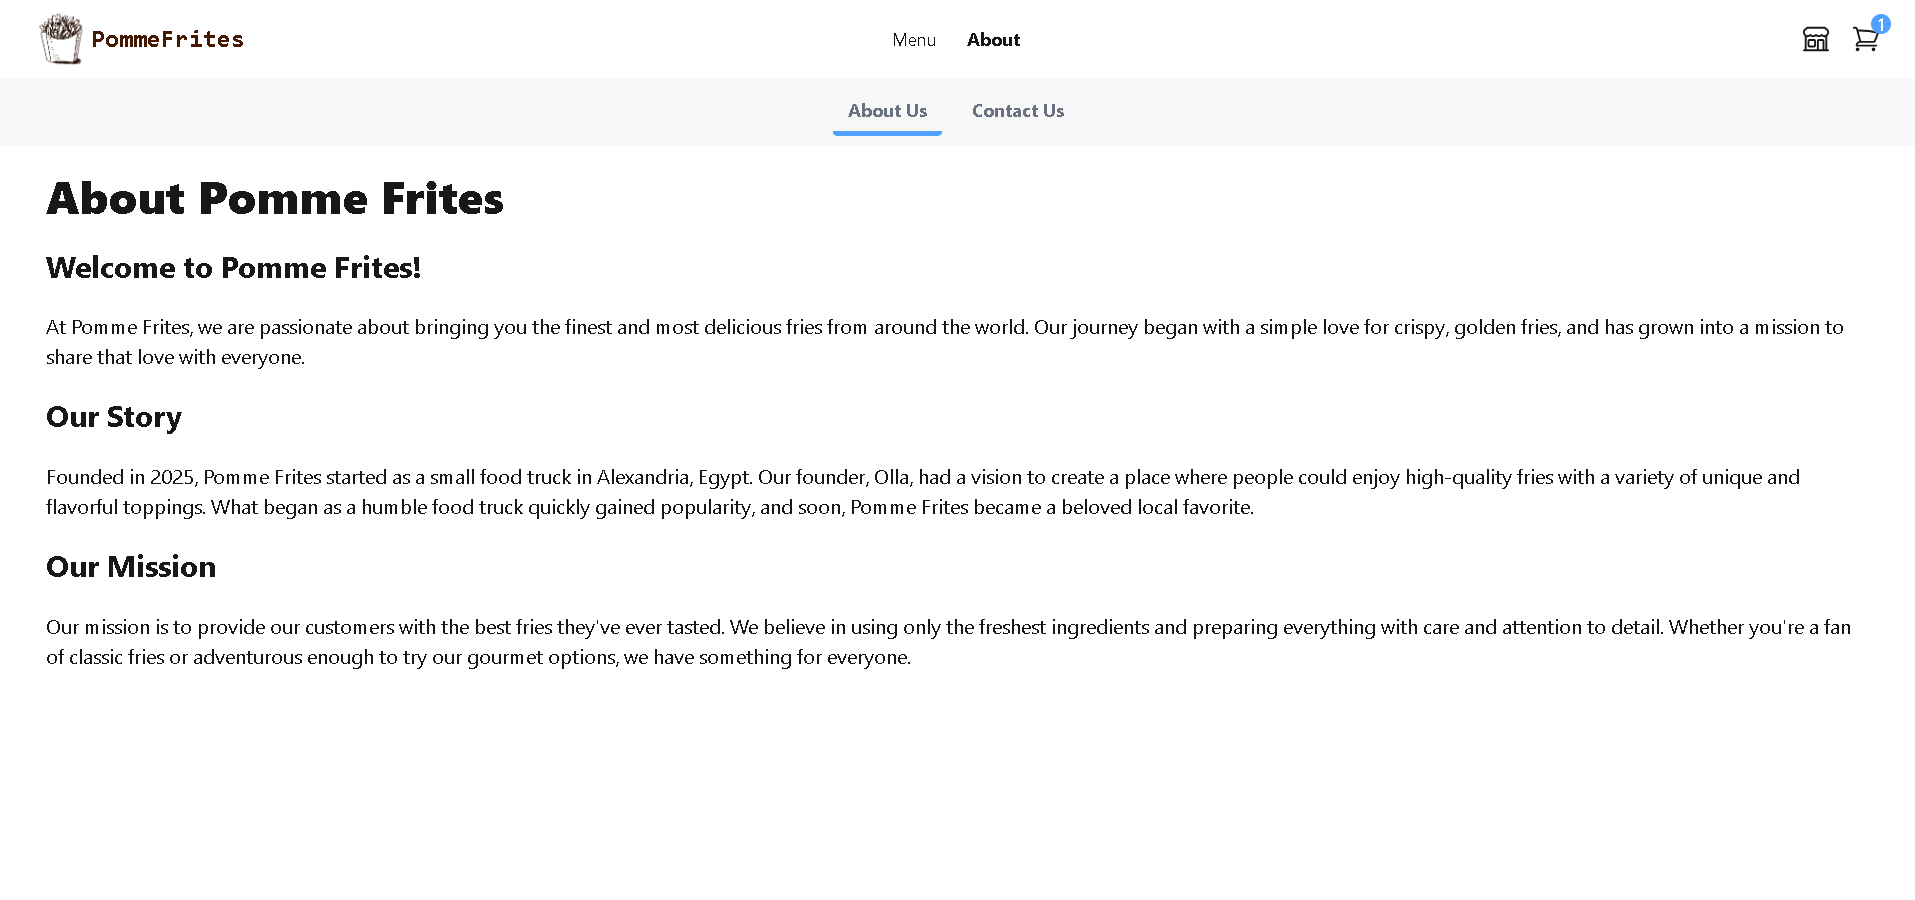 PommeFrites
Menu About
1
About Us Contact Us
About Pomme Frites
Welcome to Pomme Frites!
At Pomme Frites, we are passionate about bringing you the finest and most delicious fries from around the world. Our journey began with a simple love for crispy, golden fries, and has grown into a mission to
share that love with everyone.
Our Story
Founded in 2025, Pomme Frites started as a small food truck in Alexandria, Egypt. Our founder, Olla, had a vision to create a place where people could enjoy high-quality fries with a variety of unique and
flavorful toppings. What began as a humble food truck quickly gained popularity, and soon, Pomme Frites became a beloved local favorite.
Our Mission
Our mission is to provide our customers with the best fries they've ever tasted. We believe in using only the freshest ingredients and preparing everything with care and attention to detail. Whether you're a fan
of classic fries or adventurous enough to try our gourmet options, we have something for everyone.